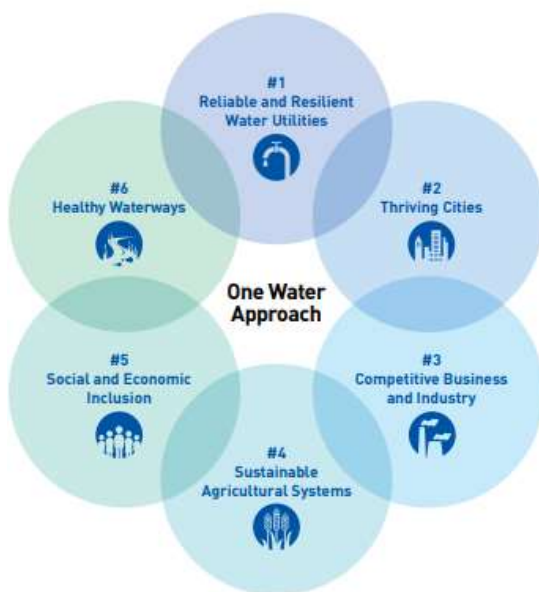 #1
Reliable and Resilient
Water Utilities
#2
Thriving Cities
#3
Competitive Business
and Industry
#4
Sustainable
Agricultural Systems
#5
Social and Economic
Inclusion
#6
Healthy Waterways
One Water
Approach